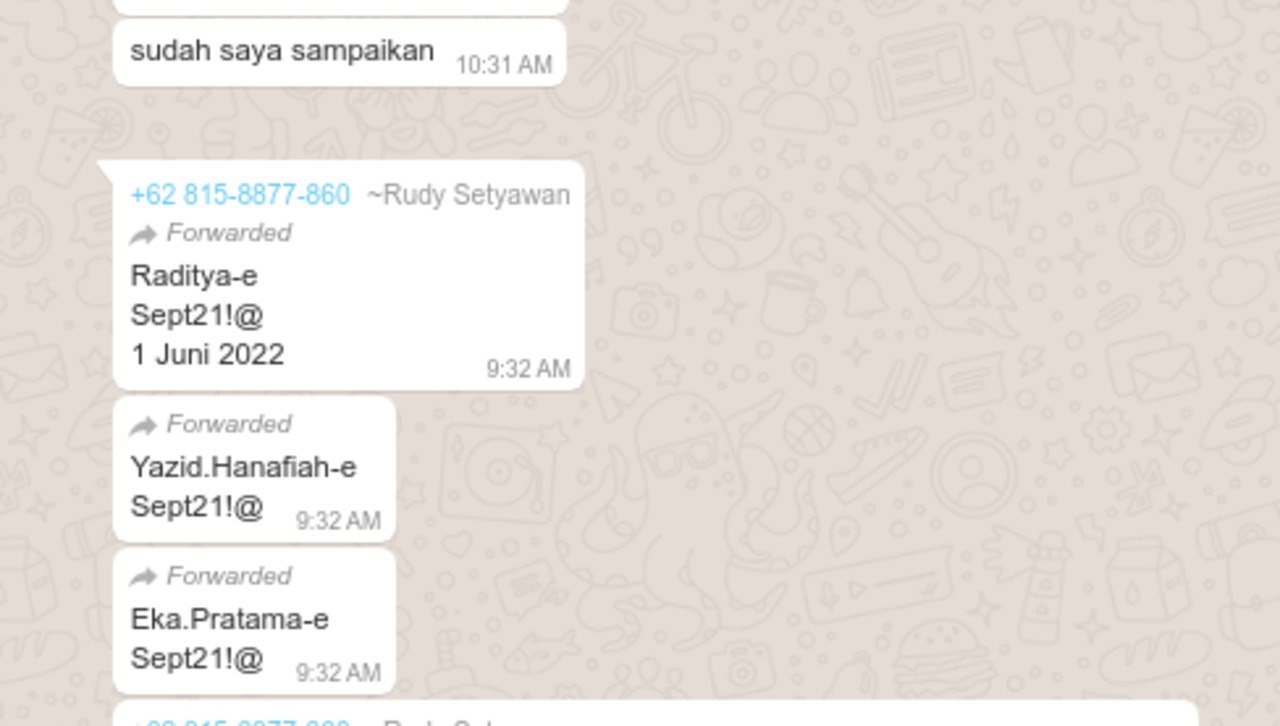 sudah saya sampaikan 10:31 AM
+62 815-8877-860 ~Rudy Setyawan
Forwarded
Raditya-e
Sept21!@
1 Juni 2022
9:32 AM
Forwarded
Yazid.Hanafiah-e
Sept21!@ 9:32 AM
Forwarded
Eka.Pratama-e
Sept21!@ 9:32 AM